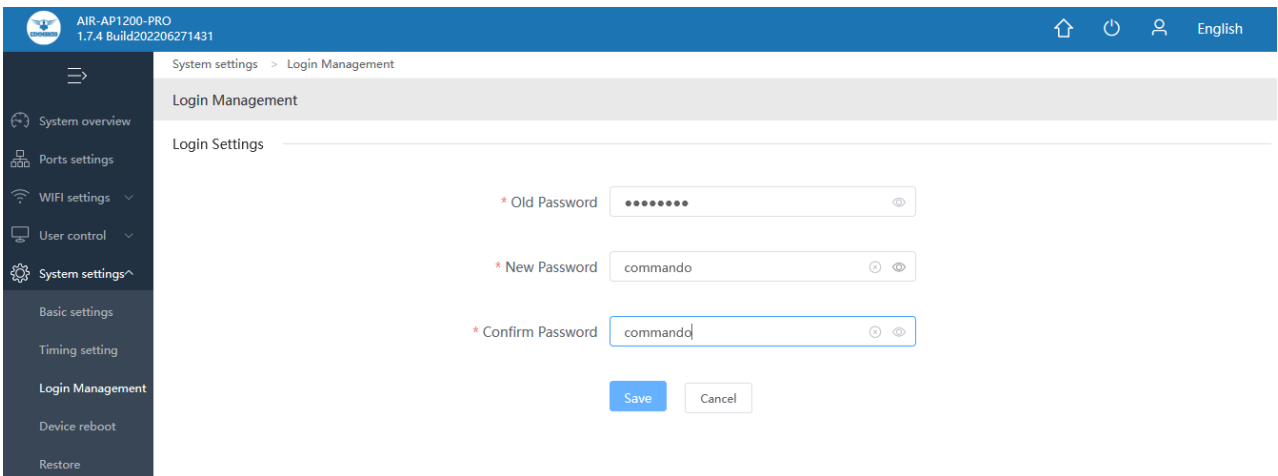 COMMANDO
AIR-AP1200-PRO
1.7.4 Build202206271431
English
System settings > Login Management
Login Management
Login Settings
System overview
Ports settings
WIFI settings
User control
System settings
Basic settings
Timing setting
Login Management
Device reboot
Restore
* Old Password ●●●●●●●●
* New Password commando
* Confirm Password commando
Save Cancel